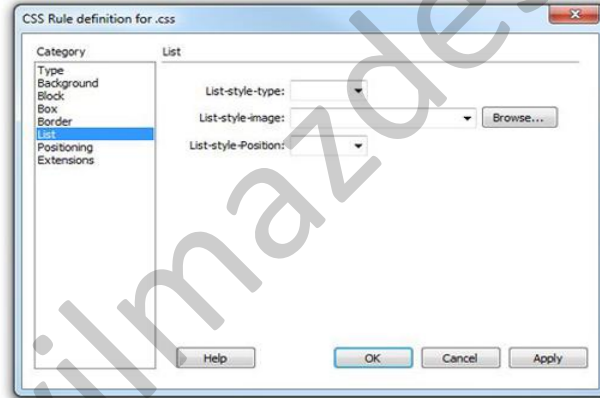 CSS Rule definition for .css
Category
List
Type
Background
Block
Box
Border
List
Positioning
Extensions
List-style-type:
List-style-image:
Browse...
List-style-Position:
Help
OK
Cancel
Apply
ilmazdes